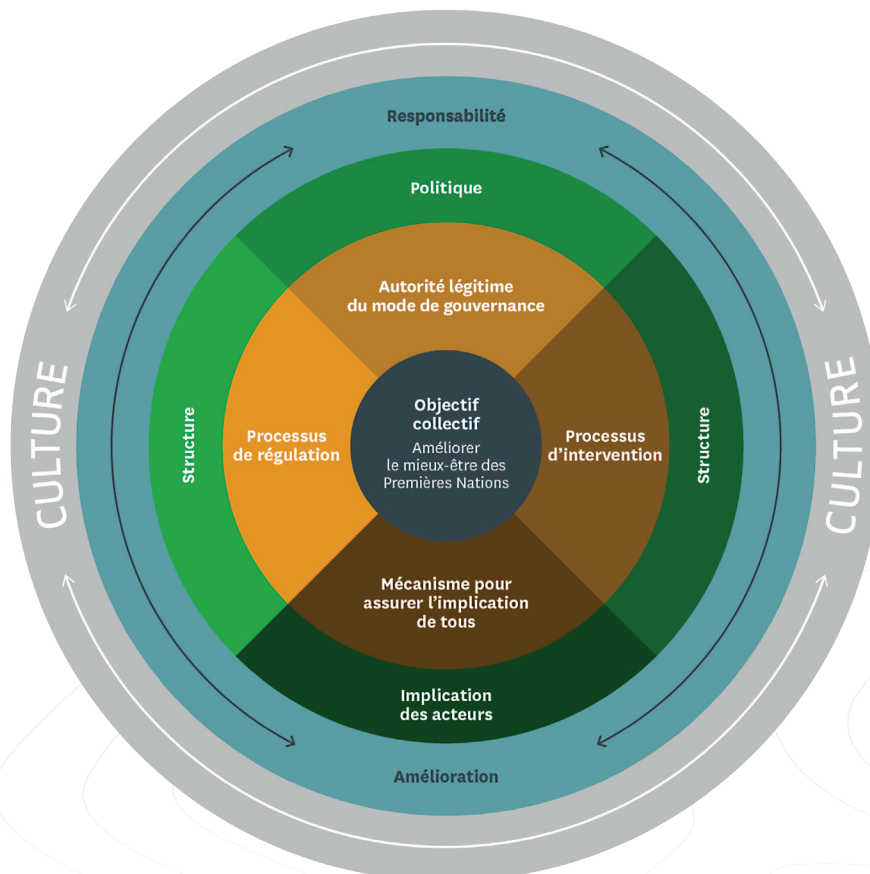 Responsabilité
Politique
Autorité légitime
du mode de gouvernance
CULTURE
Structure
Processus
de régulation
Objectif
collectif
Améliorer
le mieux-être des
Premières Nations
Processus
d’intervention
Structure
CULTURE
Mécanisme pour
assurer l’implication
de tous
Implication
des acteurs
Amélioration